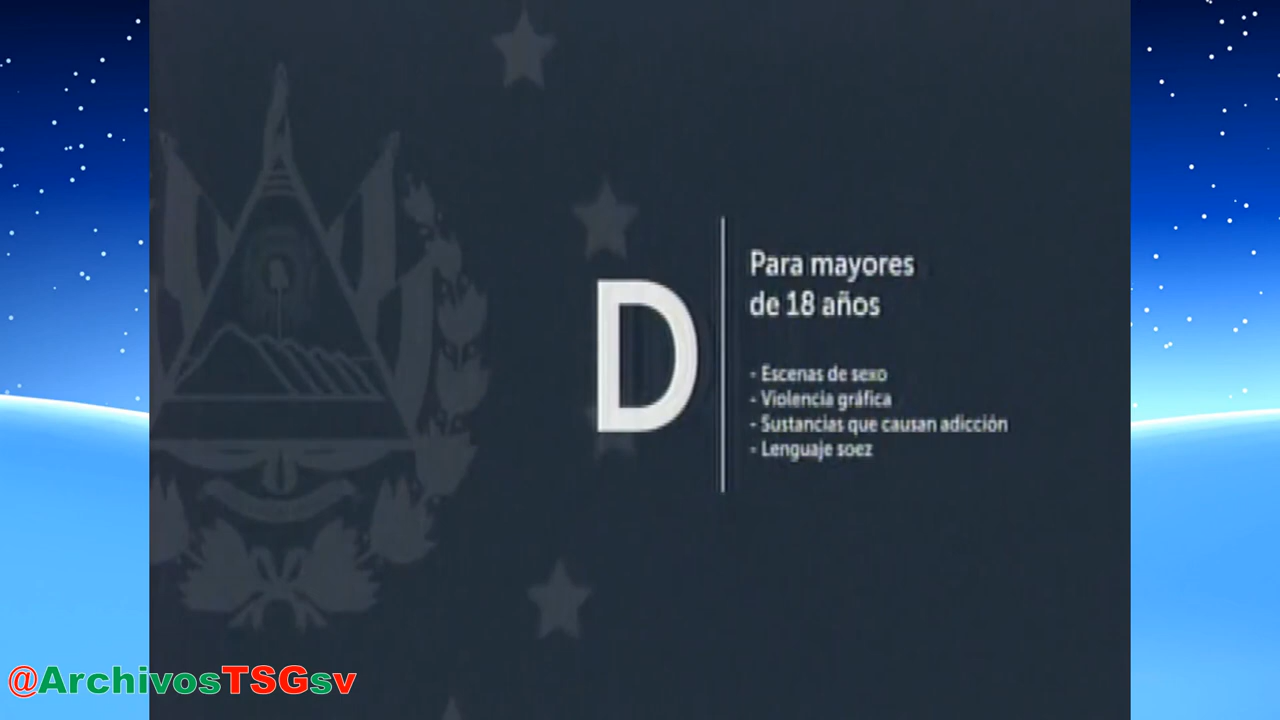 D
Para mayores
de 18 años
- Escenas de sexo
- Violencia gráfica
- Sustancias que causan adicción
- Lenguaje soez
@ArchivosTSGsv